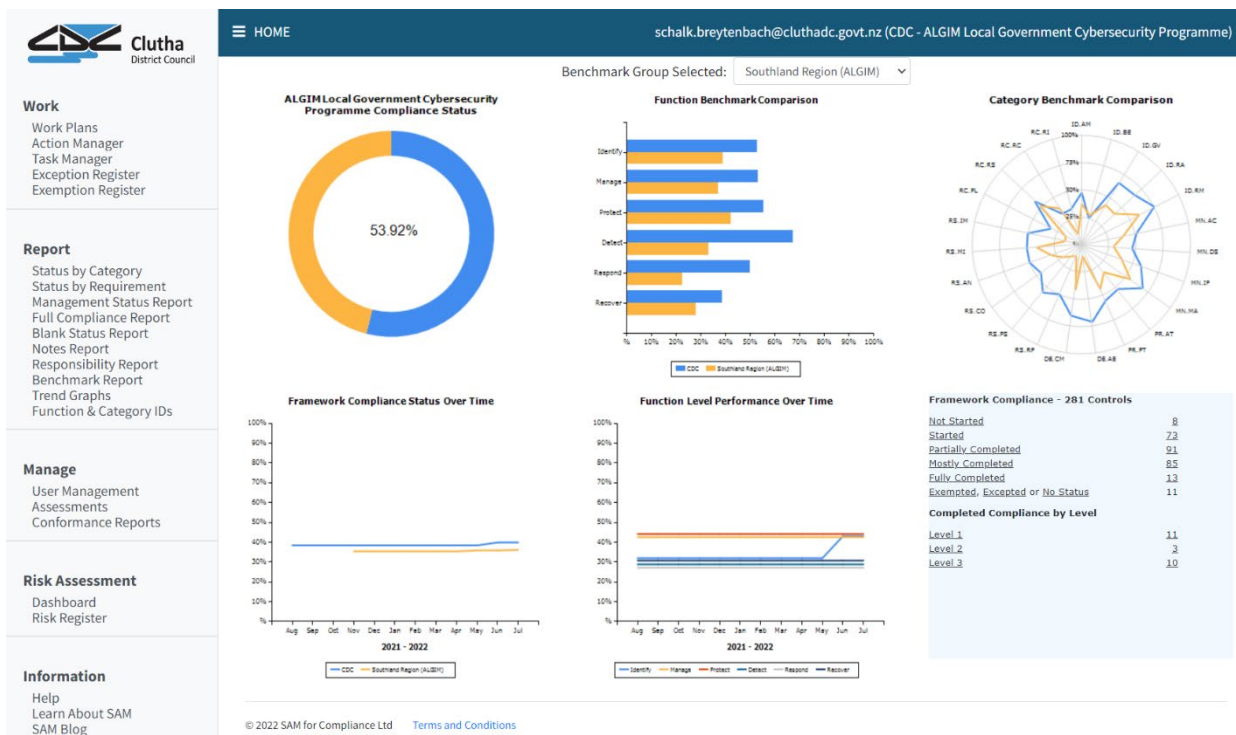 CDC Clutha
District Council
☰ HOME
schalk.breytenbach@cluthadc.govt.nz (CDC - ALGIM Local Government Cybersecurity Programme)
Benchmark Group Selected: Southland Region (ALGIM)
Work
Work Plans
Action Manager
Task Manager
Exception Register
Exemption Register
Report
Status by Category
Status by Requirement
Management Status Report
Full Compliance Report
Blank Status Report
Notes Report
Responsibility Report
Benchmark Report
Trend Graphs
Function & Category IDs
Manage
User Management
Assessments
Conformance Reports
Risk Assessment
Dashboard
Risk Register
Information
Help
Learn About SAM
SAM Blog
ALGIM Local Government Cybersecurity
Programme Compliance Status
53.92%
Function Benchmark Comparison
Identify
Manage
Protect
Detect
Respond
Recover
% 10% 20% 30% 40% 50% 60% 70% 80% 90% 100%
CDC Southland Region (ALGIM)
Category Benchmark Comparison
ID.AM
ID.BE
ID.GV
ID.RA
ID.RM
MN.AC
MN.DS
MN.IP
MN.MA
PR.AT
PR.PT
DE.AE
DE.CM
RS.RP
RS.PE
RS.CO
RS.AN
RS.MI
RS.IM
RC.PL
RC.RS
RC.RC
RC.RI
100%
75%
50%
25%
%
Framework Compliance Status Over Time
100%
90%
80%
70%
60%
50%
40%
30%
20%
10%
%
Aug Sep Oct Nov Dec Jan Feb Mar Apr May Jun Jul
2021 - 2022
CDC Southland Region (ALGIM)
Function Level Performance Over Time
100%
90%
80%
70%
60%
50%
40%
30%
20%
10%
%
Aug Sep Oct Nov Dec Jan Feb Mar Apr May Jun Jul
2021 - 2022
Identify Manage Protect Detect Respond Recover
Framework Compliance - 281 Controls
Not Started 8
Started 73
Partially Completed 91
Mostly Completed 85
Fully Completed 13
Exempted, Excepted or No Status 11
Completed Compliance by Level
Level 1 11
Level 2 3
Level 3 10
© 2022 SAM for Compliance Ltd Terms and Conditions